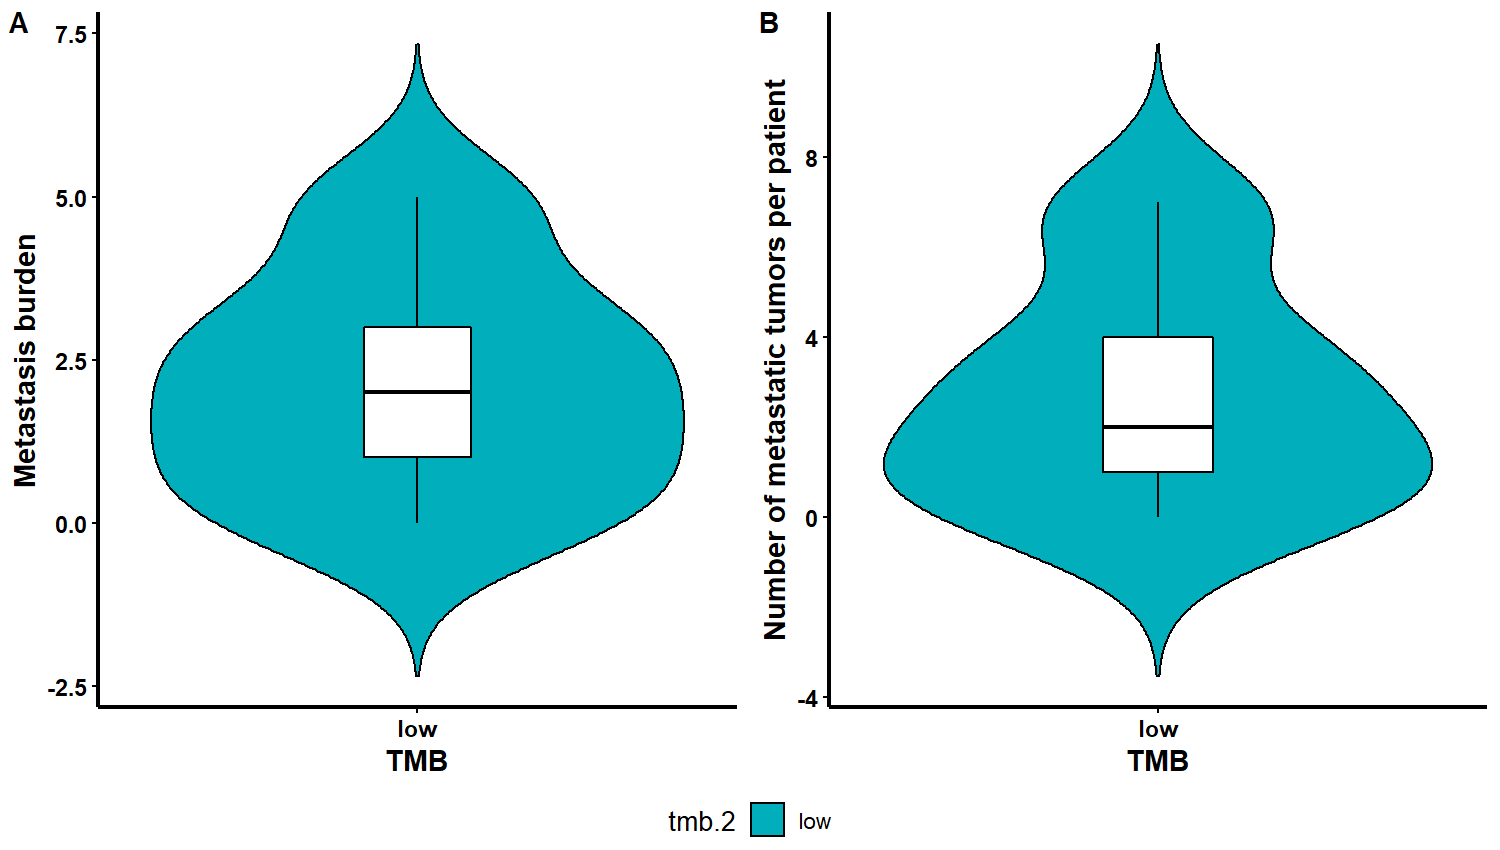 A
Metastasis burden
7.5
5.0
2.5
0.0
-2.5
low
TMB
B
Number of metastatic tumors per patient
8
4
0
-4
low
TMB
tmb.2 low